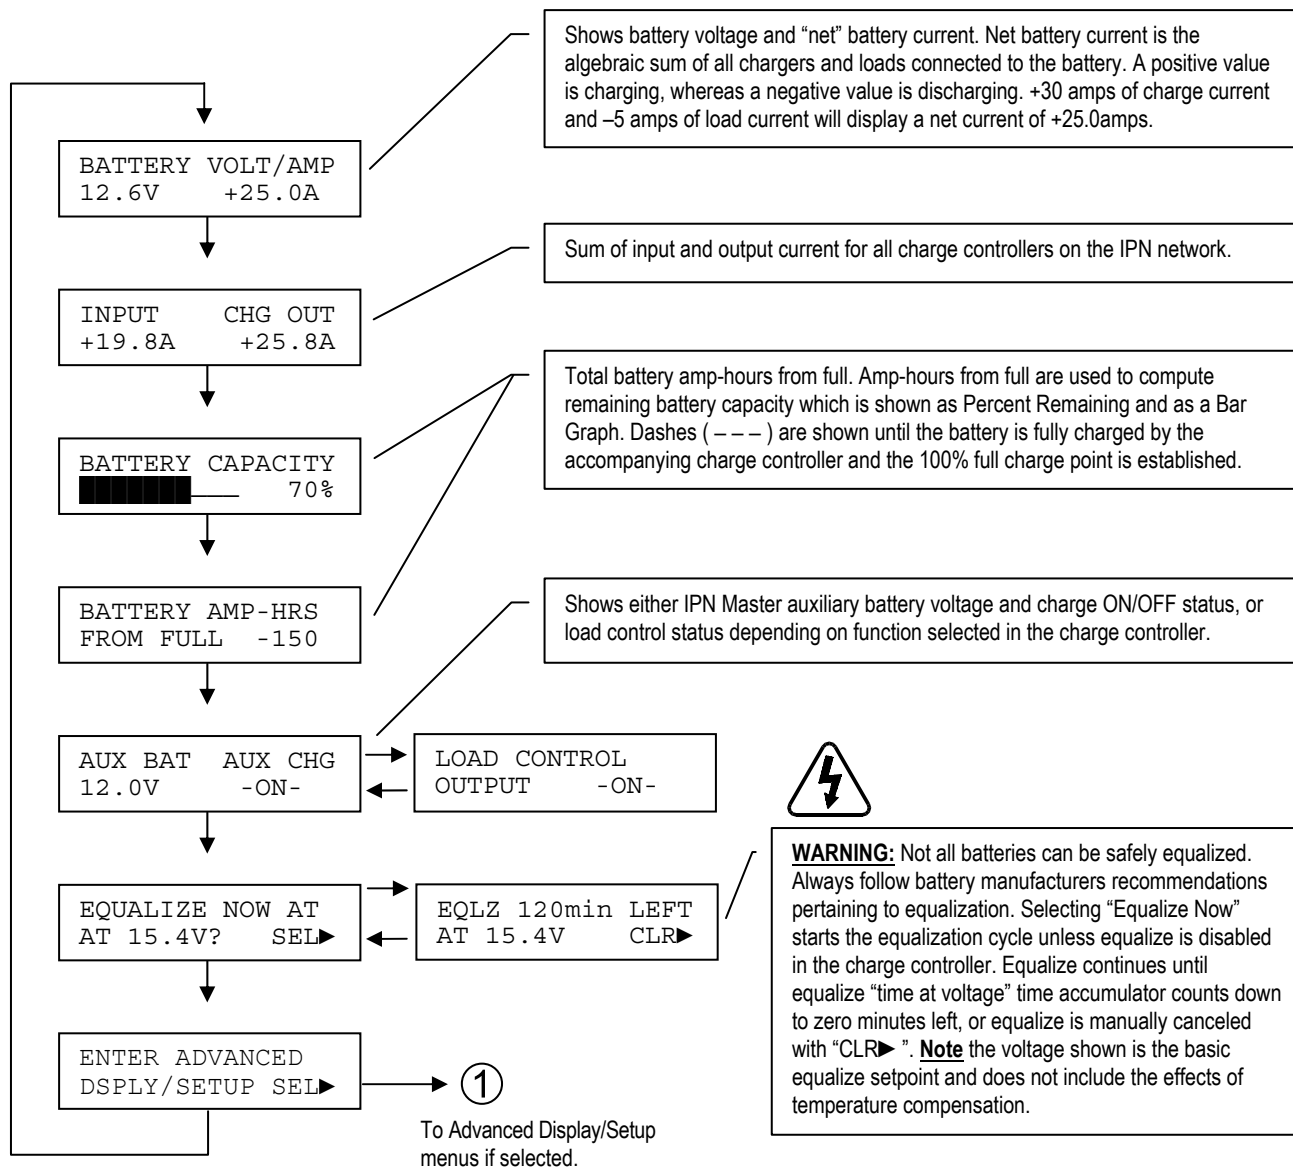 Shows battery voltage and “net” battery current. Net battery current is the
algebraic sum of all chargers and loads connected to the battery. A positive value
is charging, whereas a negative value is discharging. +30 amps of charge current
and –5 amps of load current will display a net current of +25.0amps.
BATTERY VOLT/AMP
12.6V +25.0A
Sum of input and output current for all charge controllers on the IPN network.
INPUT CHG OUT
+19.8A +25.8A
Total battery amp-hours from full. Amp-hours from full are used to compute
remaining battery capacity which is shown as Percent Remaining and as a Bar
Graph. Dashes ( – – – ) are shown until the battery is fully charged by the
accompanying charge controller and the 100% full charge point is established.
BATTERY CAPACITY
███████___ 70%
BATTERY AMP-HRS
FROM FULL -150
Shows either IPN Master auxiliary battery voltage and charge ON/OFF status, or
load control status depending on function selected in the charge controller.
AUX BAT AUX CHG
12.0V -ON-
LOAD CONTROL
OUTPUT -ON-
EQUALIZE NOW AT
AT 15.4V? SEL►
EQLZ 120min LEFT
AT 15.4V CLR►
WARNING: Not all batteries can be safely equalized.
Always follow battery manufacturers recommendations
pertaining to equalization. Selecting “Equalize Now”
starts the equalization cycle unless equalize is disabled
in the charge controller. Equalize continues until
equalize “time at voltage” time accumulator counts down
to zero minutes left, or equalize is manually canceled
with “CLR► ”. Note the voltage shown is the basic
equalize setpoint and does not include the effects of
temperature compensation.
ENTER ADVANCED
DSPLY/SETUP SEL►
1
To Advanced Display/Setup
menus if selected.